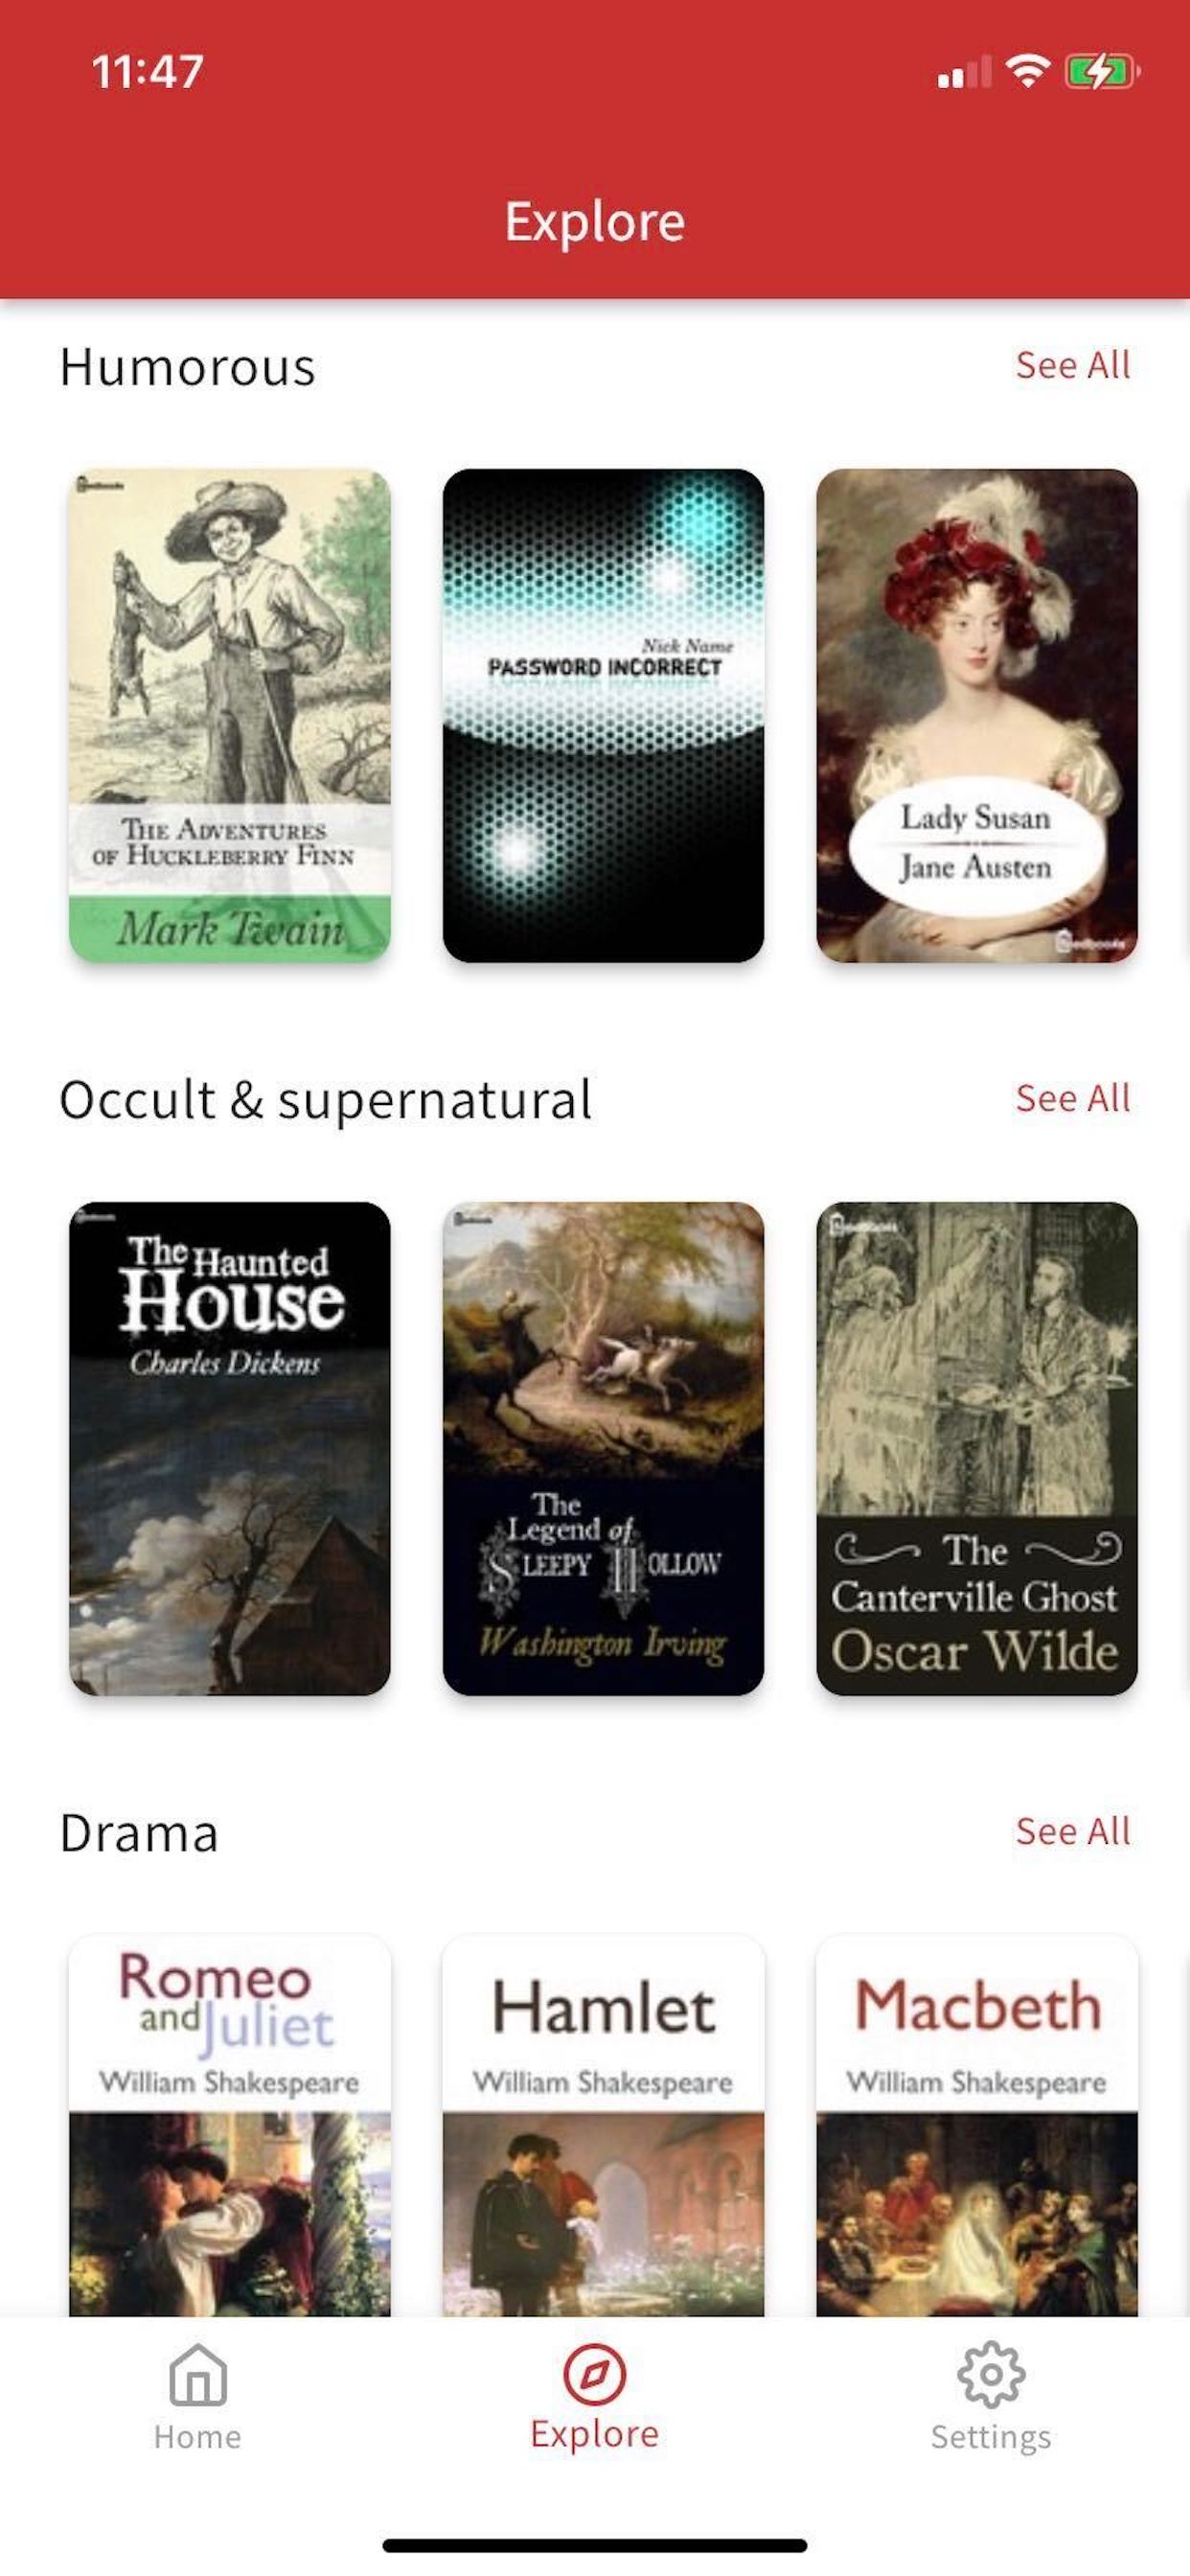 11:47
Explore
Humorous
See All
THE ADVENTURES
OF HUCKLEBERRY FINN
Mark Twain
Nick Name
PASSWORD INCORRECT
Lady Susan
Jane Austen
Occult & supernatural
See All
The Haunted
House
Charles Dickens
The
Legend of
SLEEPY HOLLOW
Washington Irving
The
Canterville Ghost
Oscar Wilde
Drama
See All
Romeo
and Juliet
William Shakespeare
Hamlet
William Shakespeare
Macbeth
William Shakespeare
Home
Explore
Settings